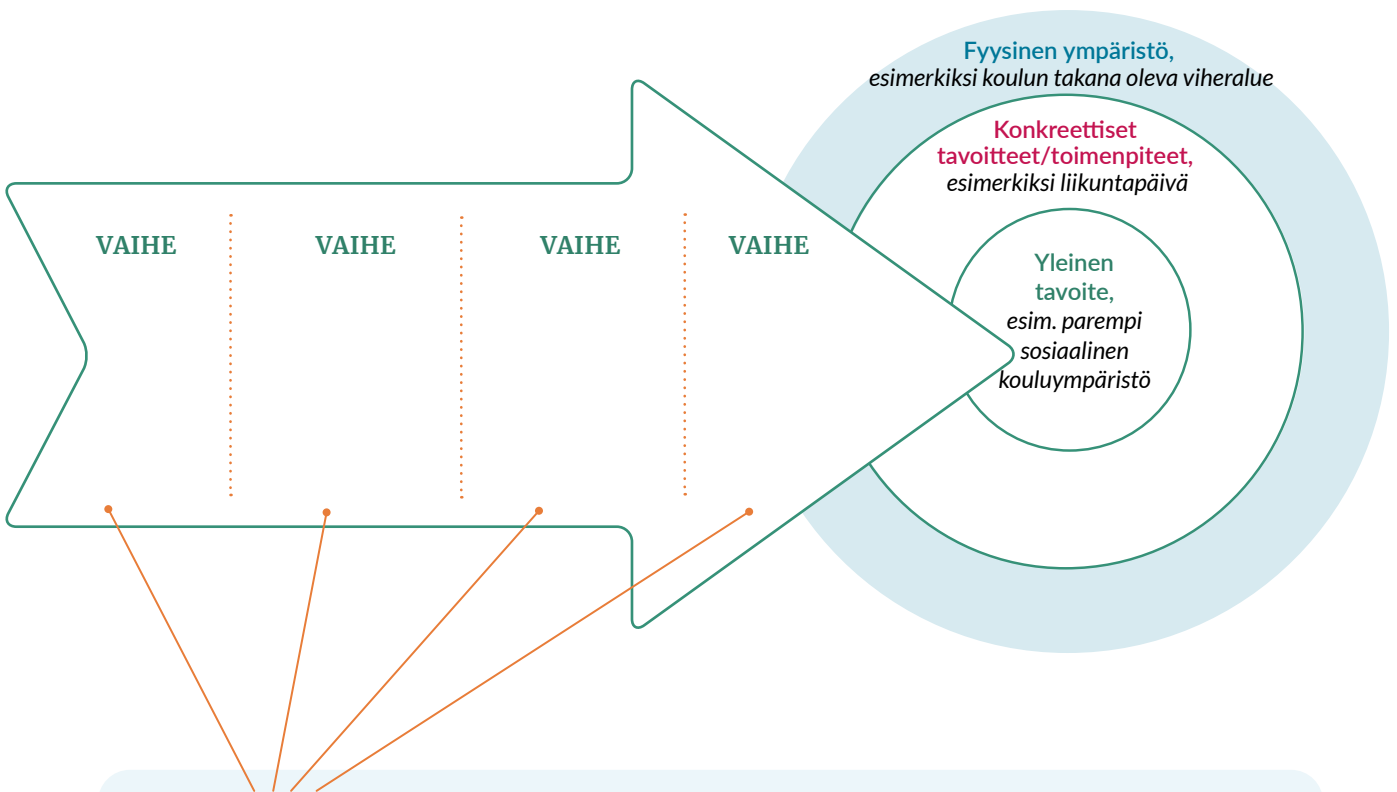 Fyysinen ympäristö,
esimerkiksi koulun takana oleva viheralue
Konkreettiset
tavoitteet/toimenpiteet,
esimerkiksi liikuntapäivä
VAIHE
VAIHE
VAIHE
VAIHE
Yleinen
tavoite,
esim. parempi
sosiaalinen
kouluympäristö